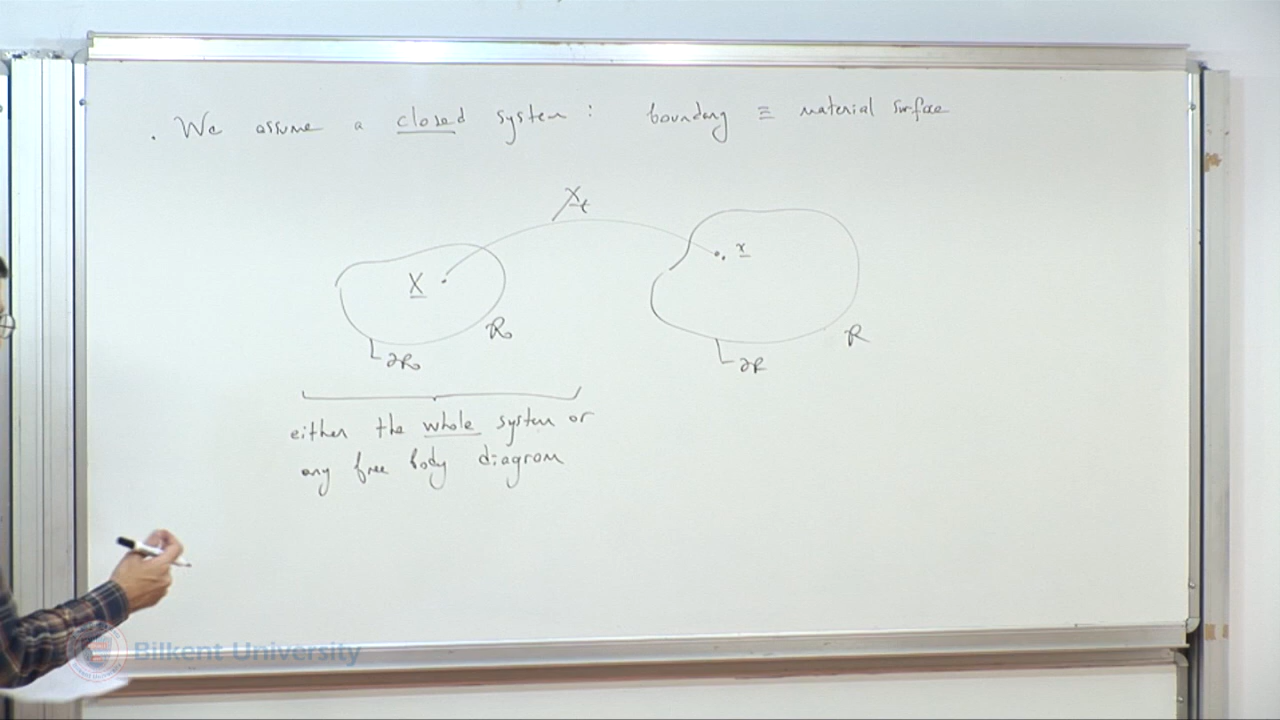 . We assume a closed system : boundary ≡ material surface
χₜ
X
x
R₀
R
∂R₀
∂R
either the whole system or
any free body diagram
Bilkent University